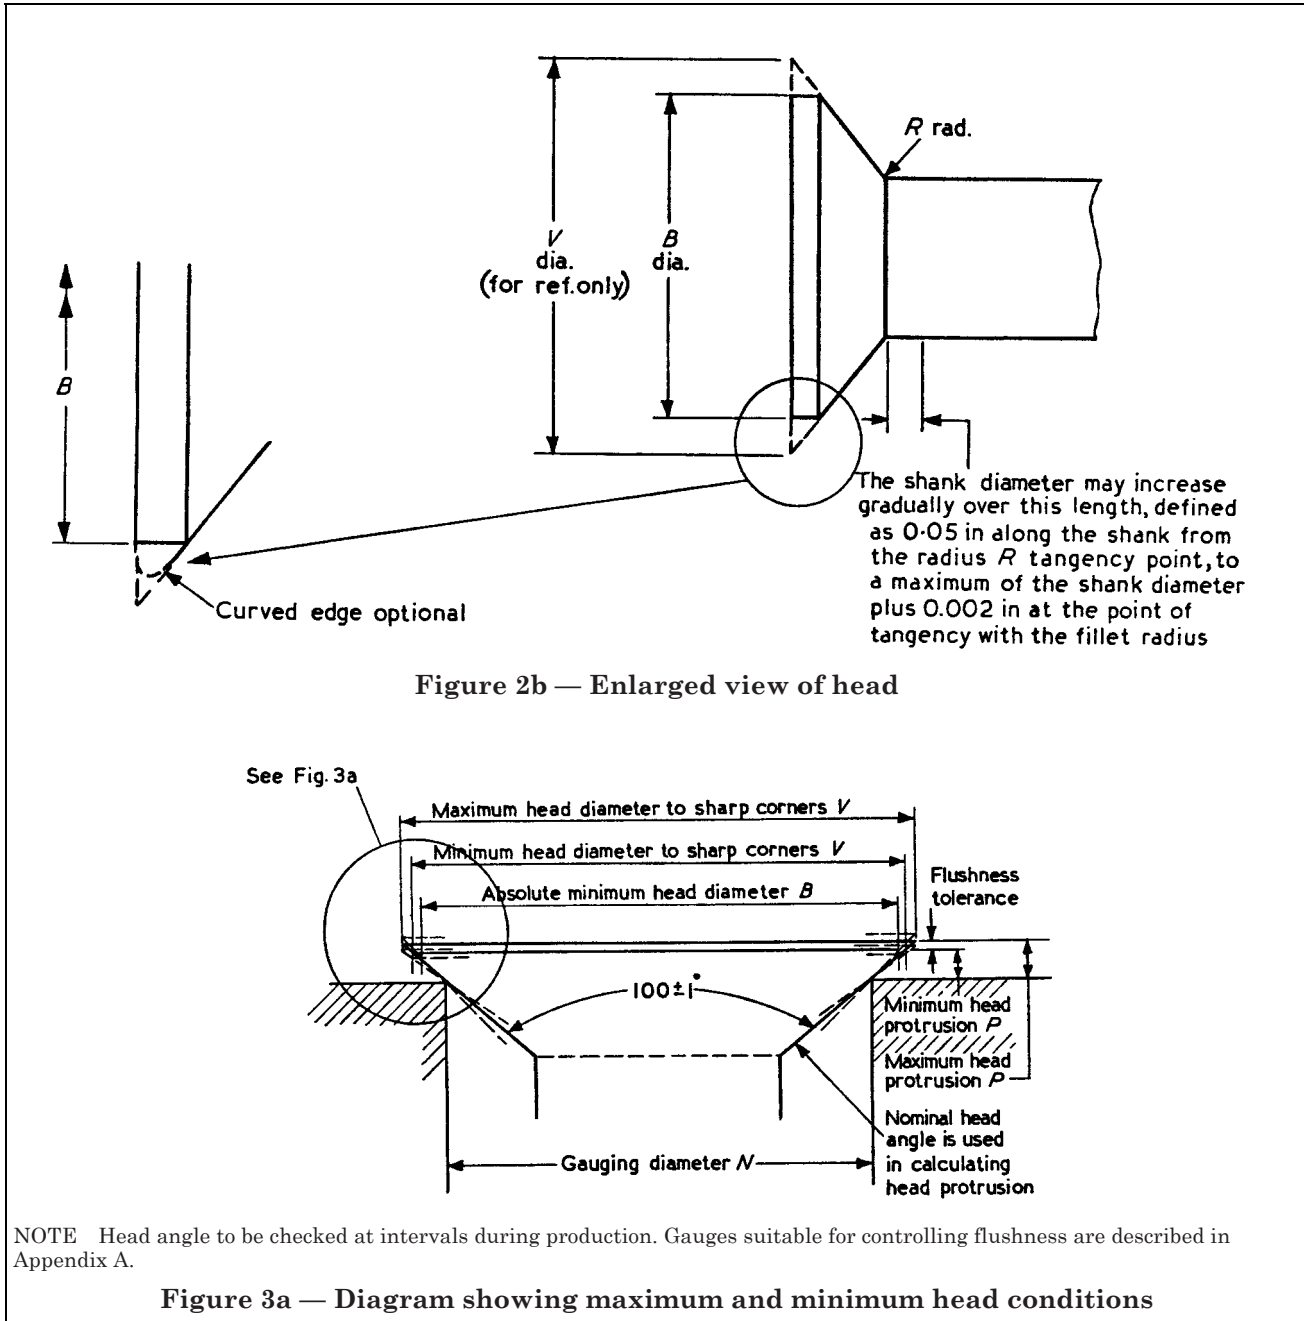 R rad.
V
dia.
(for ref.only)
B
dia.
B
Curved edge optional
The shank diameter may increase
gradually over this length, defined
as 0·05 in along the shank from
the radius R tangency point, to
a maximum of the shank diameter
plus 0.002 in at the point of
tangency with the fillet radius
Figure 2b — Enlarged view of head
See Fig. 3a
Maximum head diameter to sharp corners V
Minimum head diameter to sharp corners V
Absolute minimum head diameter B
Flushness
tolerance
100±1°
Minimum head
protrusion P
Maximum head
protrusion P
Nominal head
angle is used
in calculating
head protrusion
Gauging diameter N
NOTE Head angle to be checked at intervals during production. Gauges suitable for controlling flushness are described in
Appendix A.
Figure 3a — Diagram showing maximum and minimum head conditions